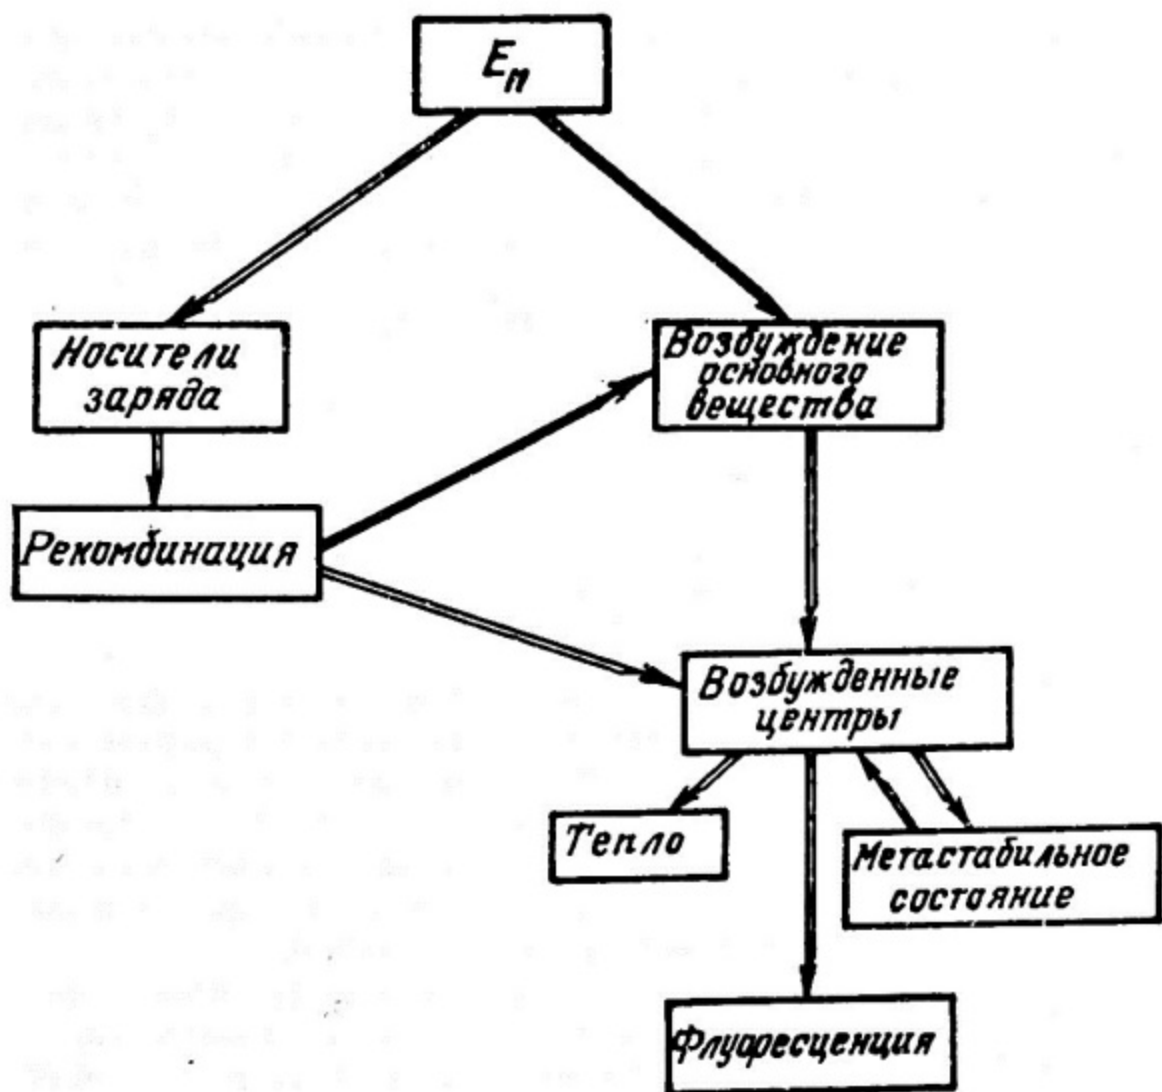 Eп
Носители
заряда
Возбуждение
основного
вещества
Рекомбинация
Возбужденные
центры
Тепло
Метастабильное
состояние
Флуоресценция